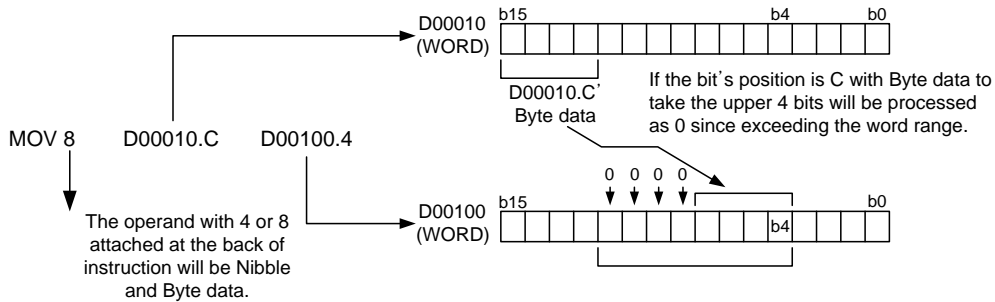 D00010
(WORD)
b15
b4
b0
D00010.C'
Byte data
If the bit's position is C with Byte data to
take the upper 4 bits will be processed
as 0 since exceeding the word range.
MOV 8
D00010.C
D00100.4
0 0 0 0
The operand with 4 or 8
attached at the back of
instruction will be Nibble
and Byte data.
D00100
(WORD)
b15
b0
b4